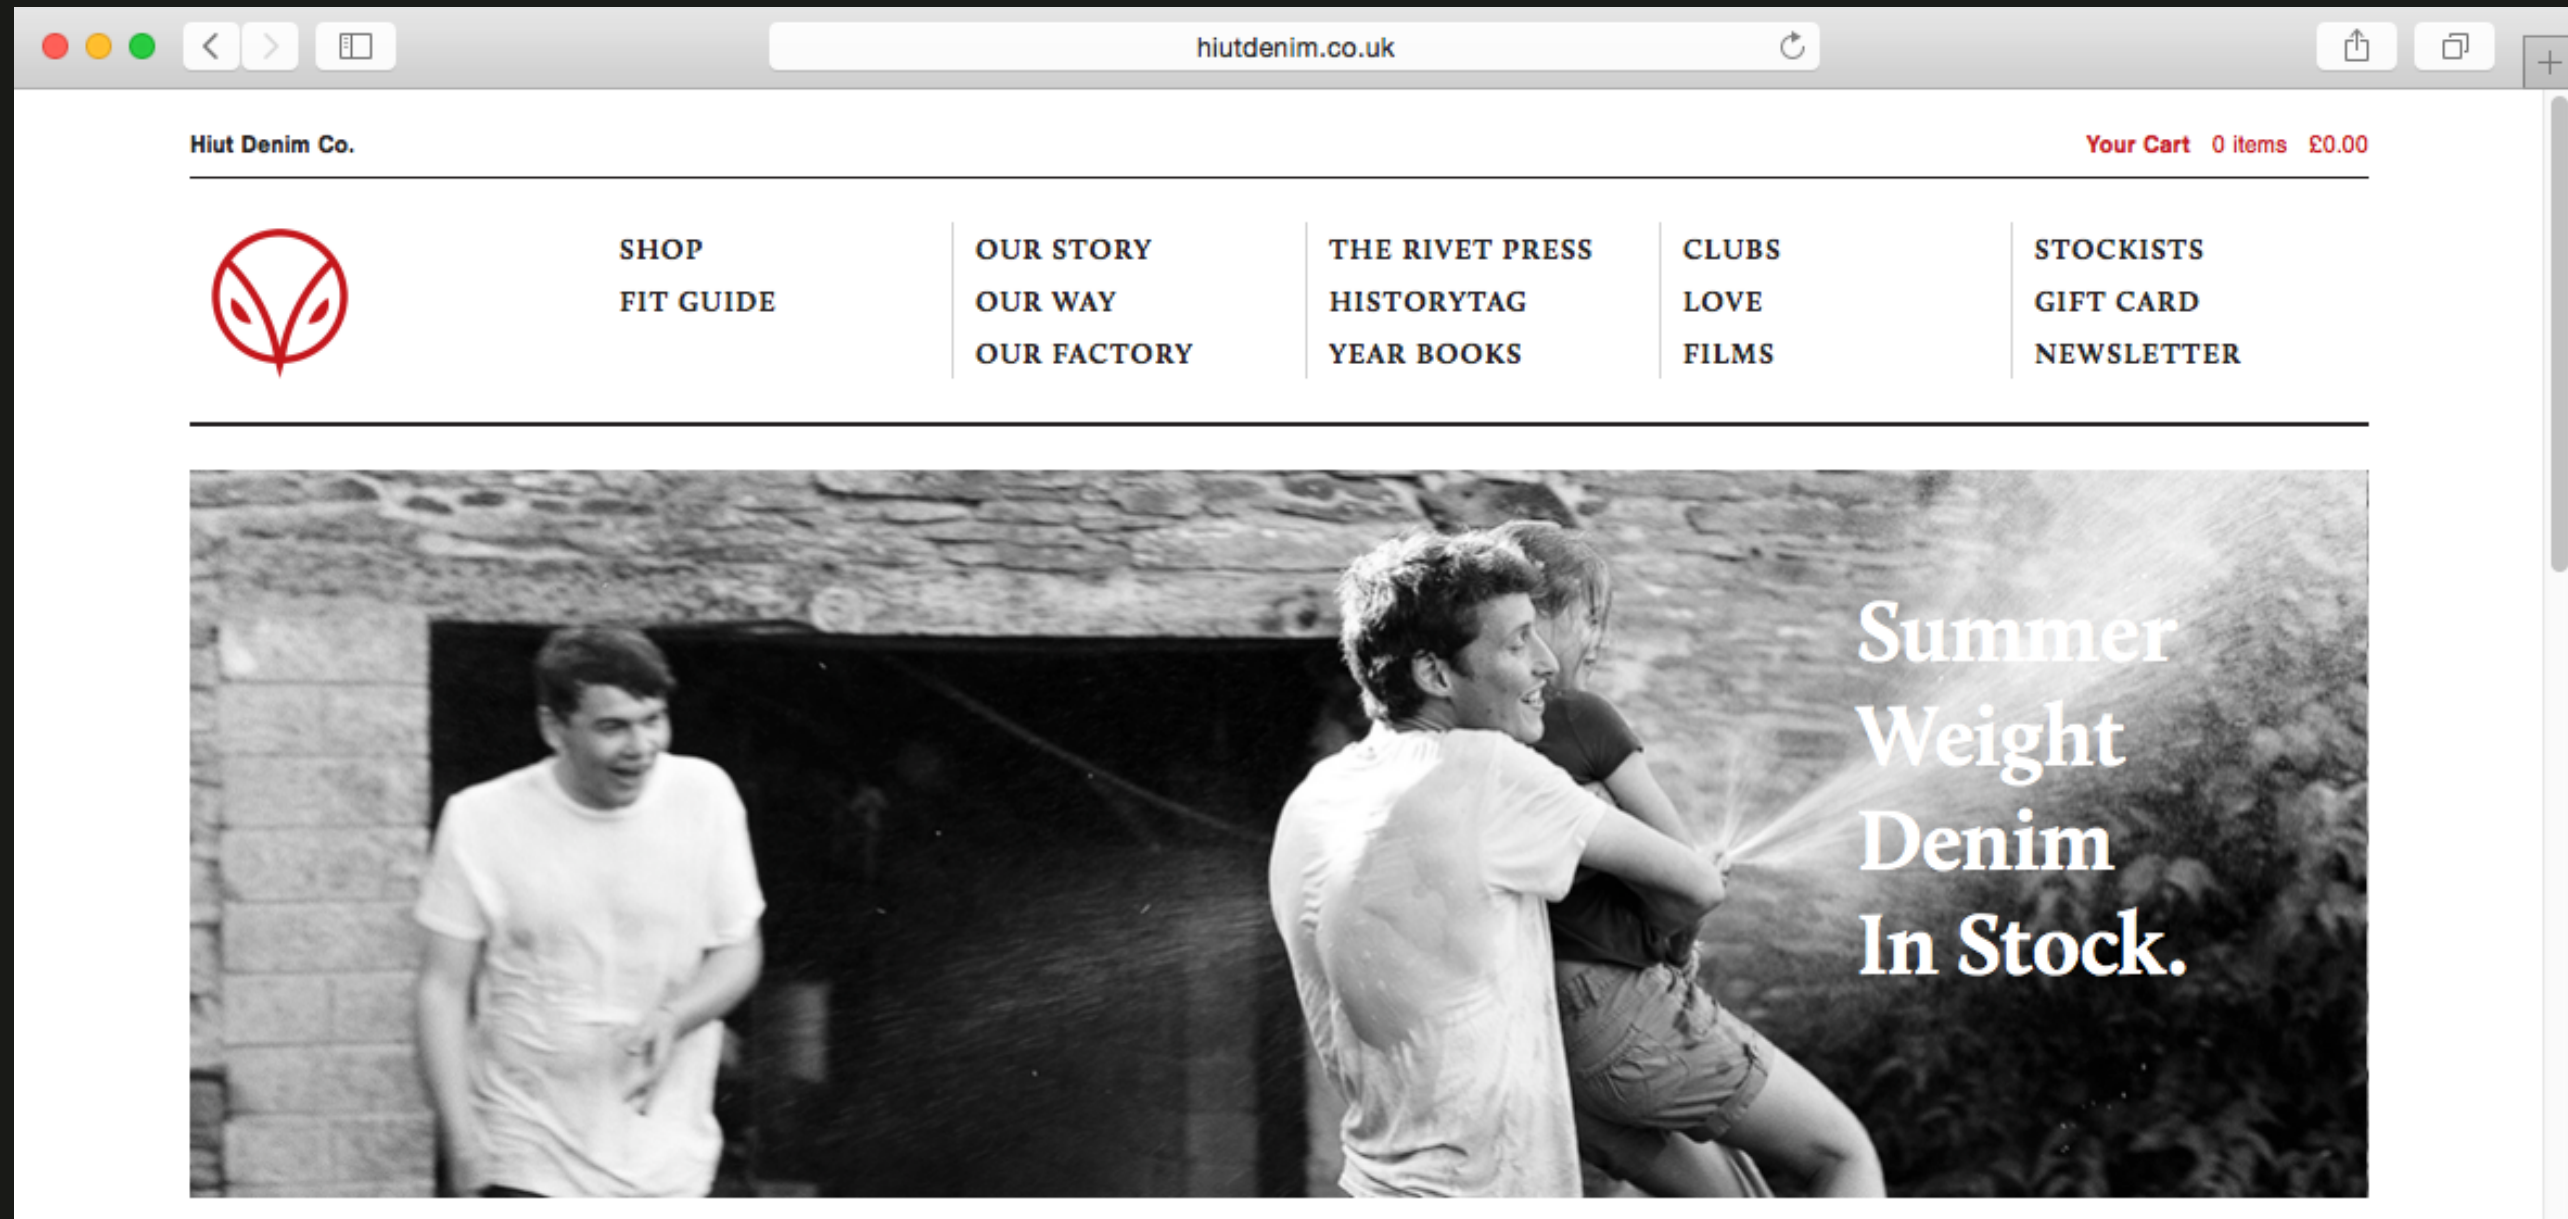 hiutdenim.co.uk
Hiut Denim Co.
Your Cart 0 items £0.00
SHOP
FIT GUIDE
OUR STORY
OUR WAY
OUR FACTORY
THE RIVET PRESS
HISTORYTAG
YEAR BOOKS
CLUBS
LOVE
FILMS
STOCKISTS
GIFT CARD
NEWSLETTER
Summer
Weight
Denim
In Stock.